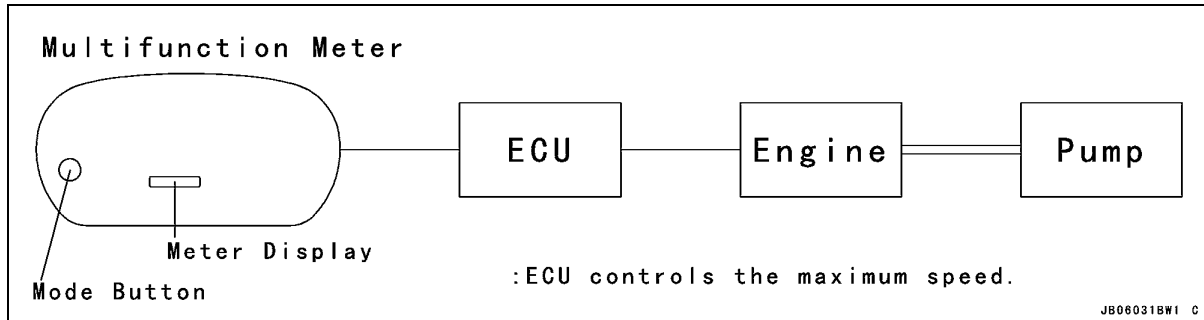 Multifunction Meter
ECU
Engine
Pump
Meter Display
Mode Button
:ECU controls the maximum speed.
JB06031BW1 C